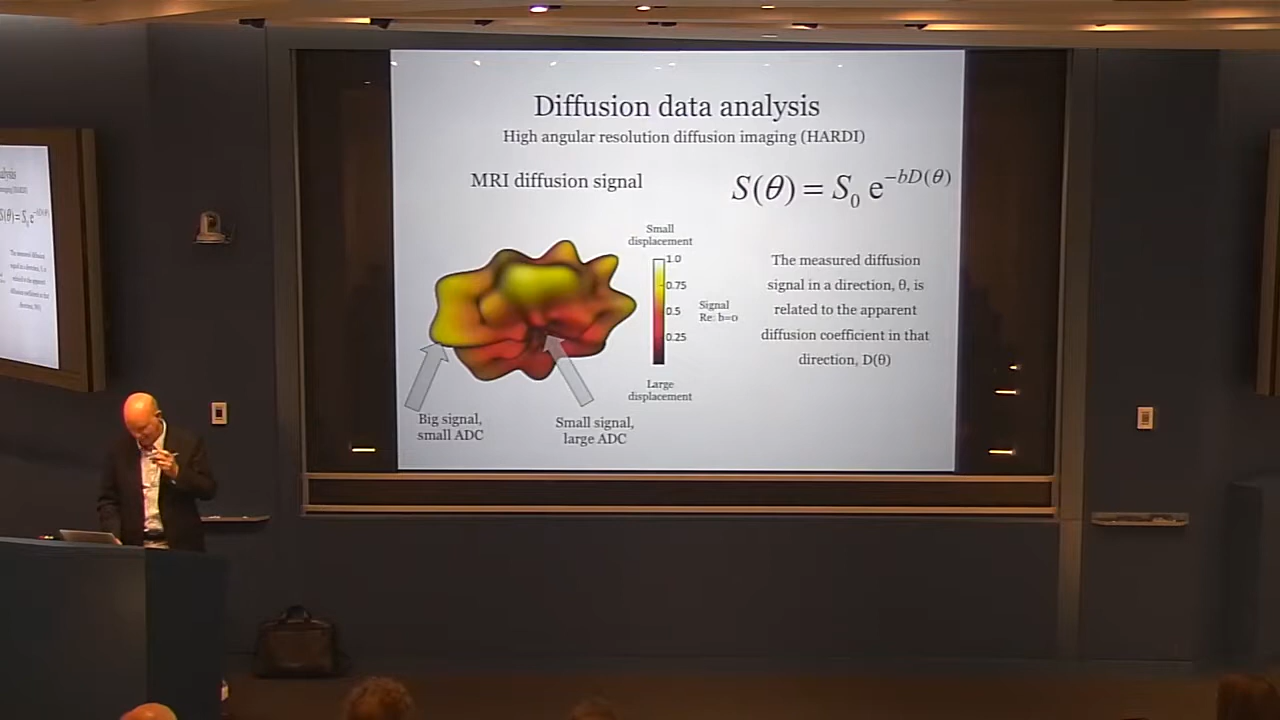 Diffusion data analysis
High angular resolution diffusion imaging (HARDI)
MRI diffusion signal
S(θ) = S₀ e^{-bD(θ)}
Small
displacement
1.0
0.75
0.5
0.25
Signal
Re: b=0
Large
displacement
The measured diffusion
signal in a direction, θ, is
related to the apparent
diffusion coefficient in that
direction, D(θ)
Big signal,
small ADC
Small signal,
large ADC